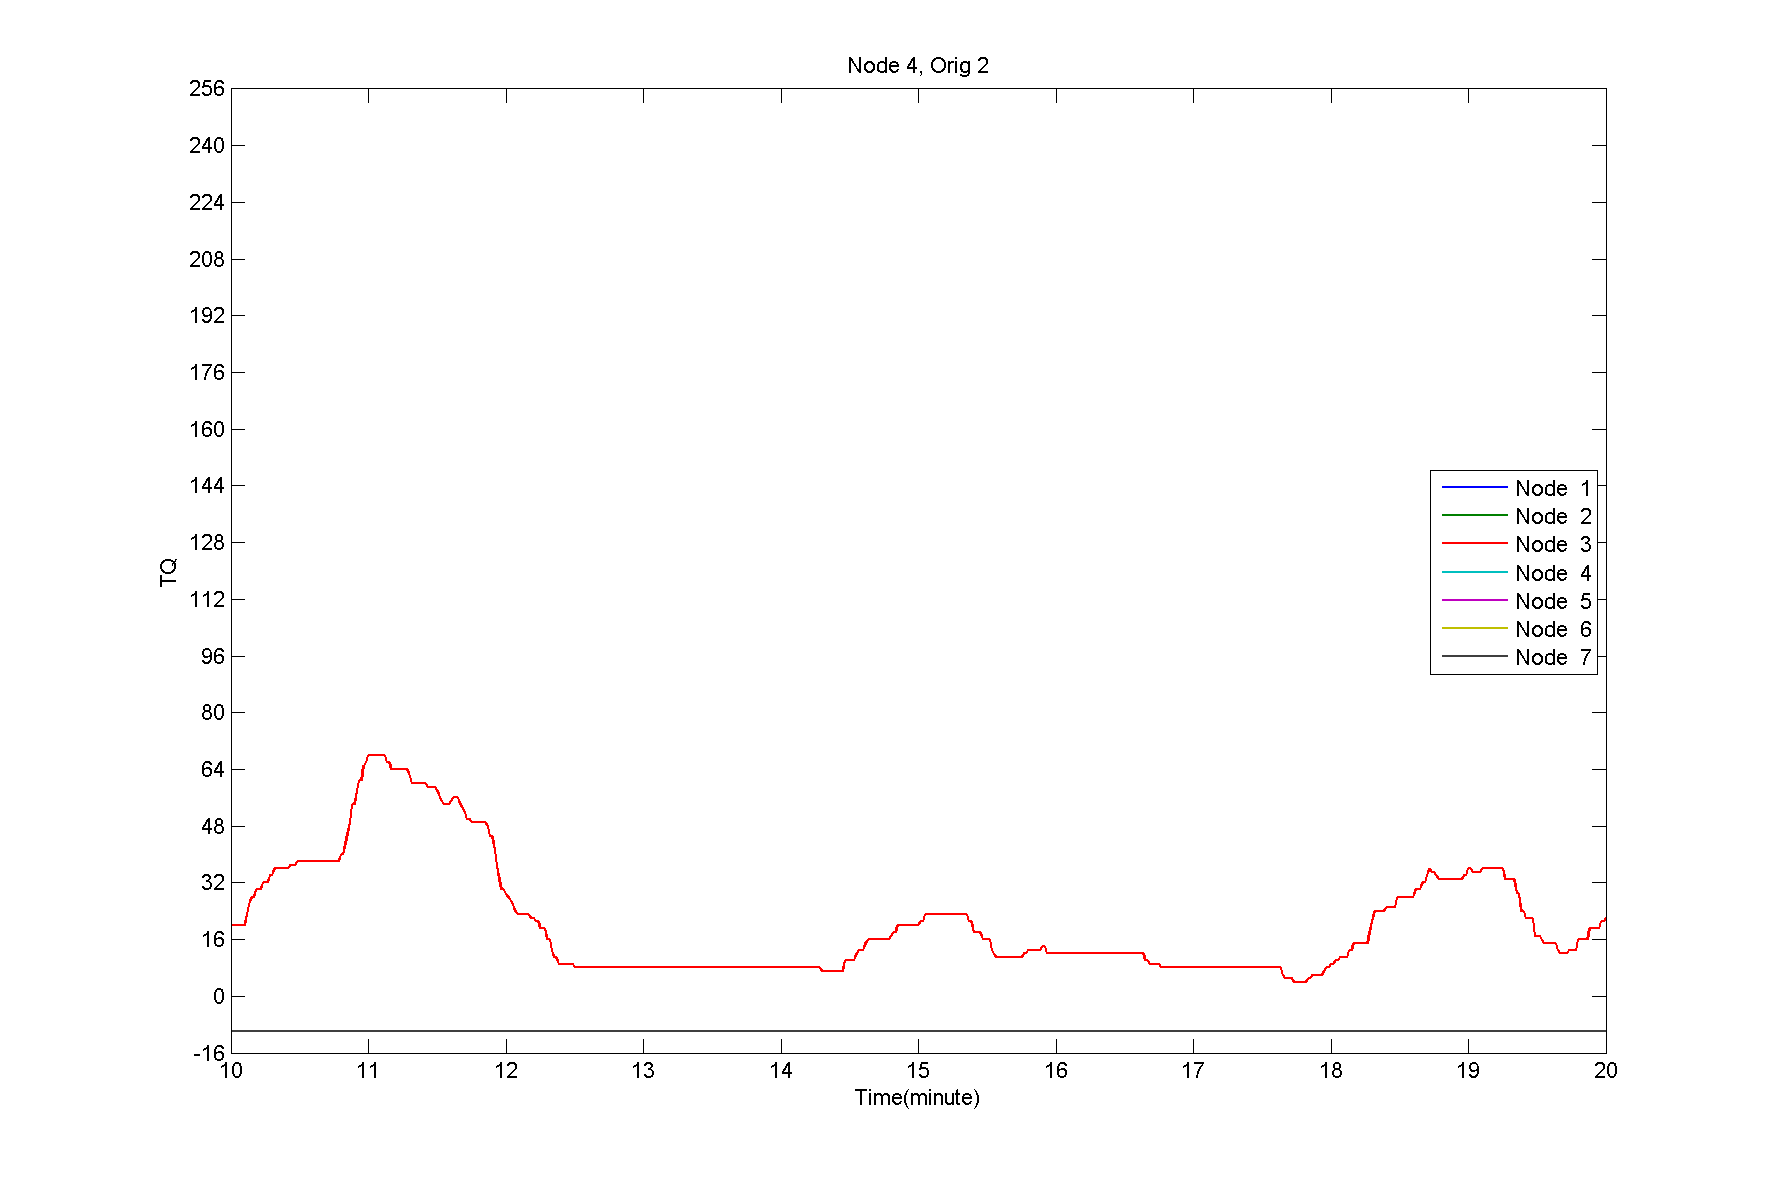 Node 4, Orig 2
256
240
224
208
192
176
160
144
128
112
96
80
64
48
32
16
0
-16
TQ
Node 1
Node 2
Node 3
Node 4
Node 5
Node 6
Node 7
10 11 12 13 14 15 16 17 18 19 20
Time(minute)